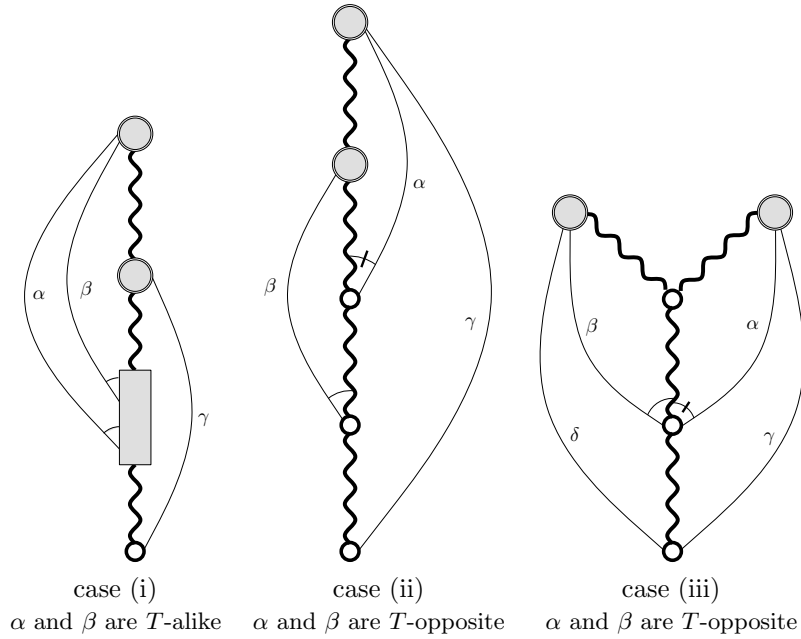 α
β
γ
case (i)
α and β are T-alike
α
β
γ
case (ii)
α and β are T-opposite
β
α
δ
γ
case (iii)
α and β are T-opposite